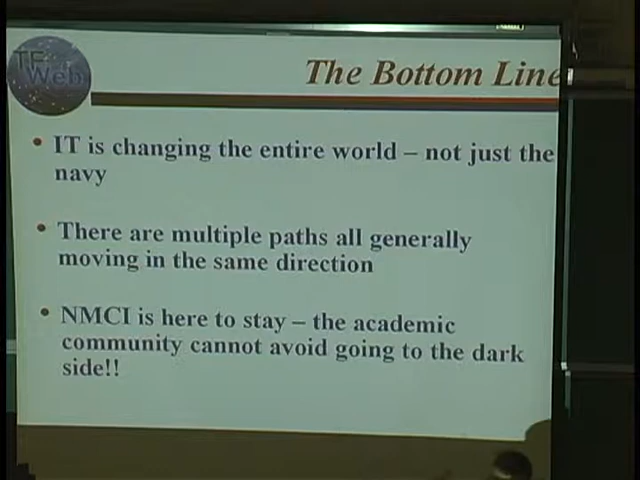 TF
Web
The Bottom Line
• IT is changing the entire world – not just the
navy
• There are multiple paths all generally
moving in the same direction
• NMCI is here to stay – the academic
community cannot avoid going to the dark
side!!